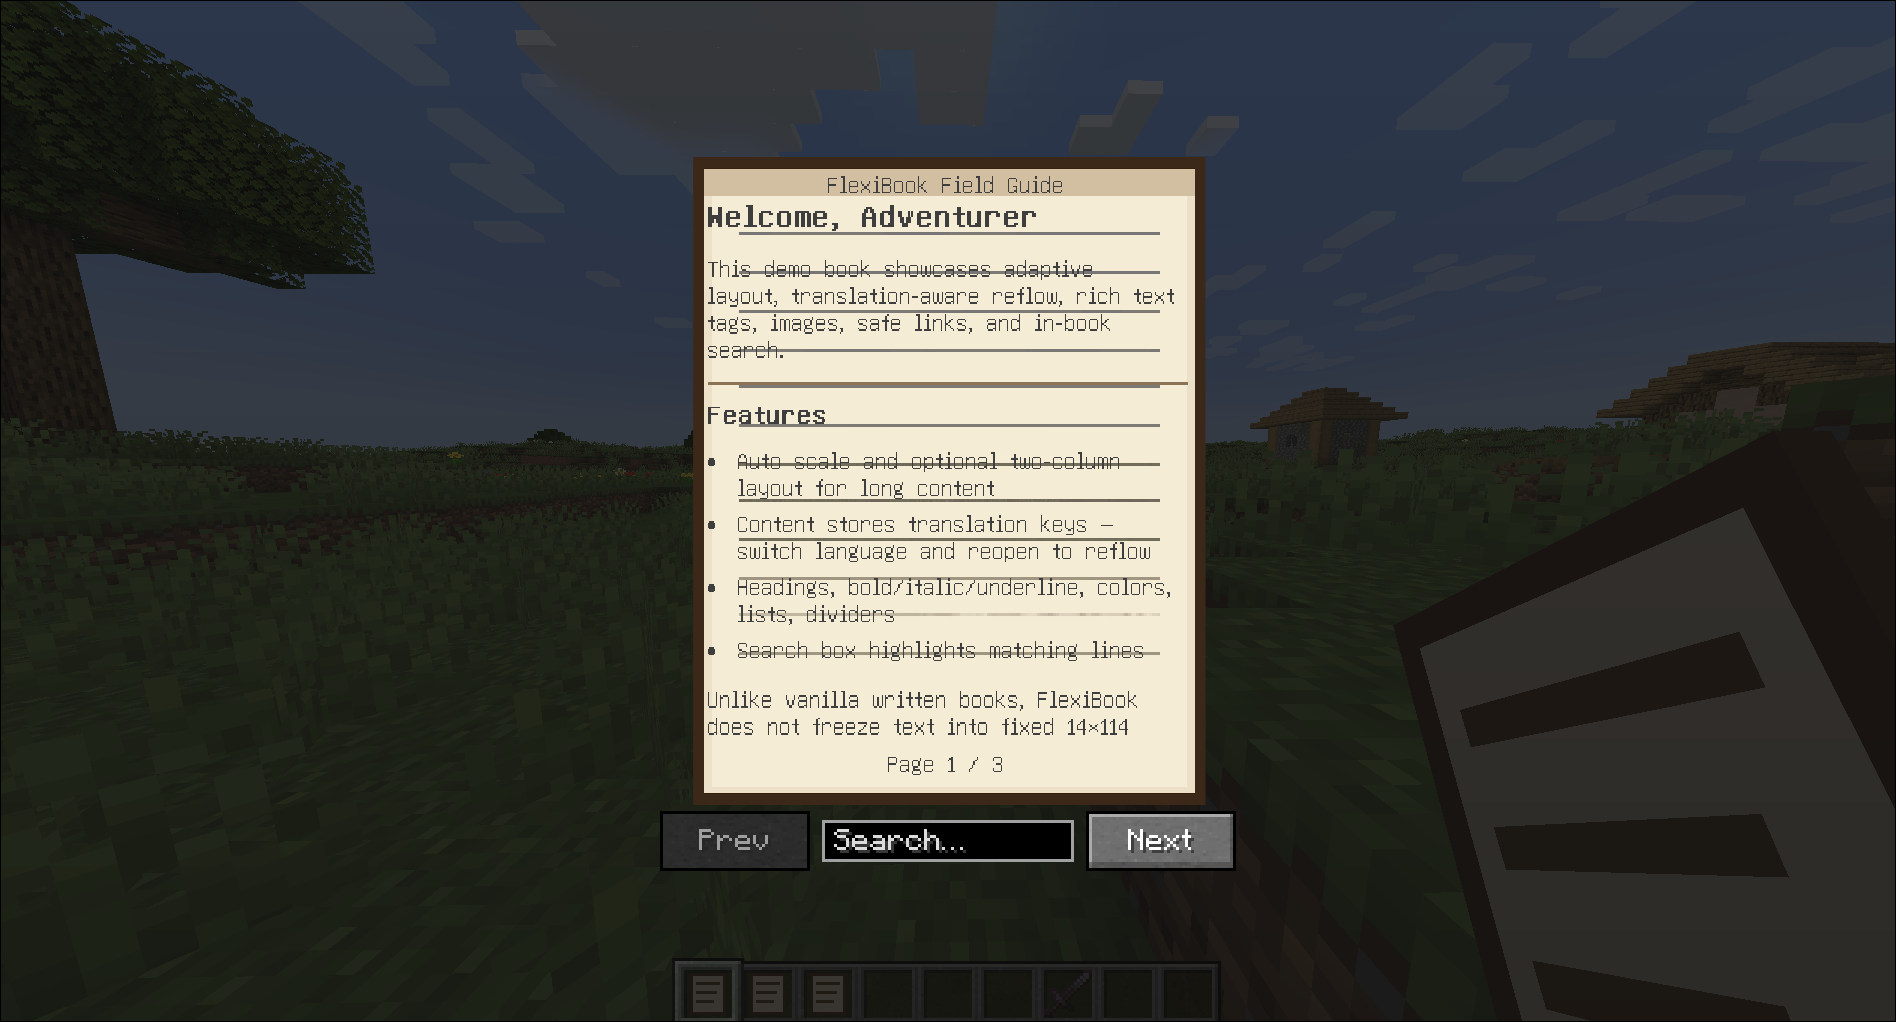 FlexiBook Field Guide
Welcome, Adventurer
This demo book showcases adaptive
layout, translation-aware reflow, rich text
tags, images, safe links, and in-book
search.
Features
• Auto scale and optional two-column
layout for long content
• Content stores translation keys —
switch language and reopen to reflow
• Headings, bold/italic/underline, colors,
lists, dividers
• Search box highlights matching lines
Unlike vanilla written books, FlexiBook
does not freeze text into fixed 14×114
Page 1 / 3
Prev
Search...
Next